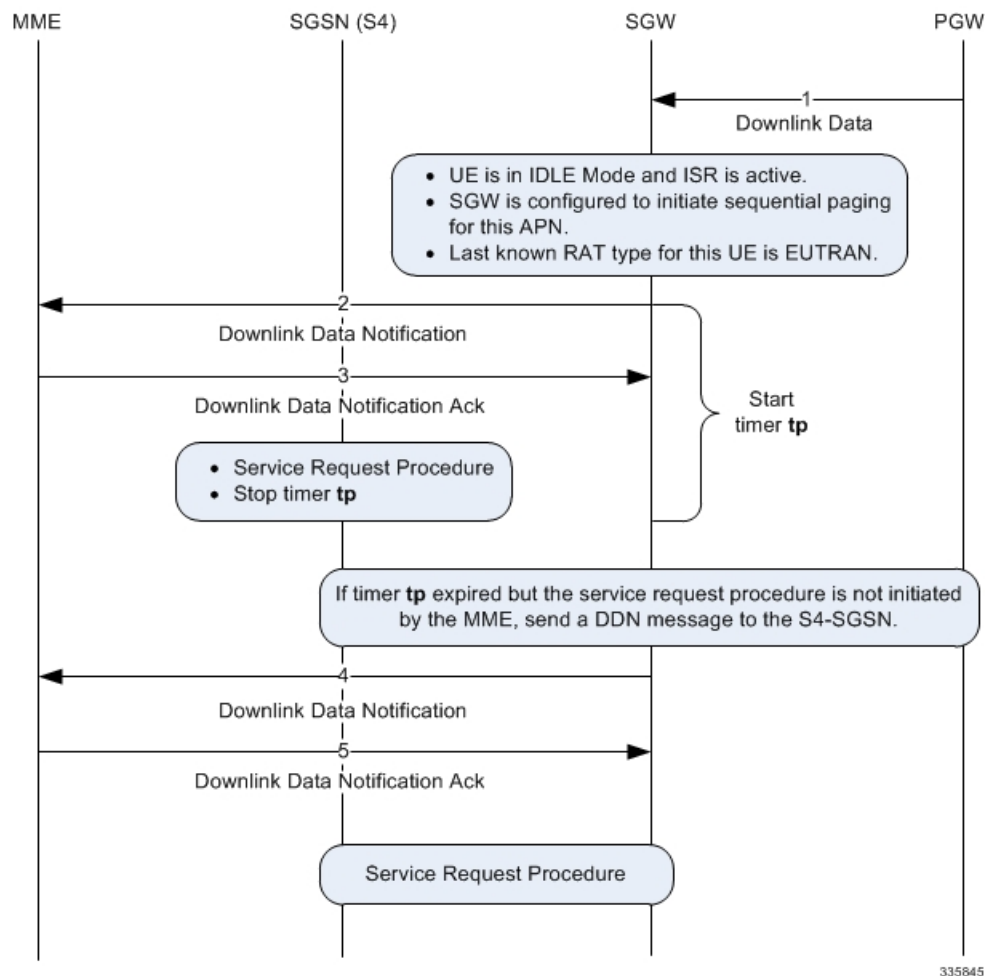 MME
SGSN (S4)
SGW
PGW
1
Downlink Data
• UE is in IDLE Mode and ISR is active.
• SGW is configured to initiate sequential paging
for this APN.
• Last known RAT type for this UE is EUTRAN.
2
Downlink Data Notification
3
Downlink Data Notification Ack
Start
timer tp
• Service Request Procedure
• Stop timer tp
If timer tp expired but the service request procedure is not initiated
by the MME, send a DDN message to the S4-SGSN.
4
Downlink Data Notification
5
Downlink Data Notification Ack
Service Request Procedure
335845